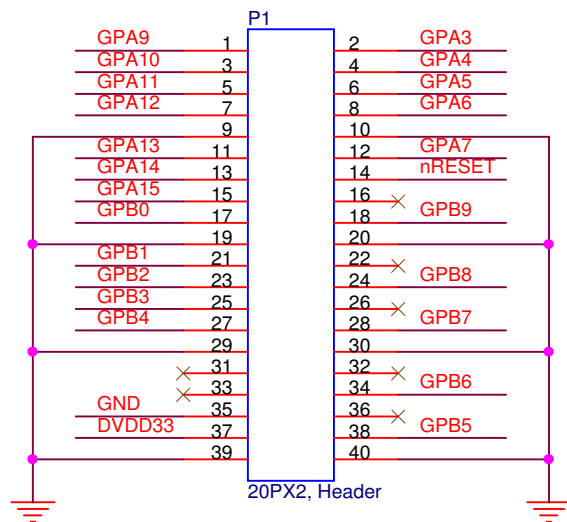 P1
GPA9 1 2 GPA3
GPA10 3 4 GPA4
GPA11 5 6 GPA5
GPA12 7 8 GPA6
9 10
GPA13 11 12 GPA7
GPA14 13 14 nRESET
GPA15 15 16
GPB0 17 18 GPB9
19 20
GPB1 21 22
GPB2 23 24 GPB8
GPB3 25 26
GPB4 27 28 GPB7
29 30
31 32
33 34 GPB6
GND 35 36
DVDD33 37 38 GPB5
39 40
20PX2, Header